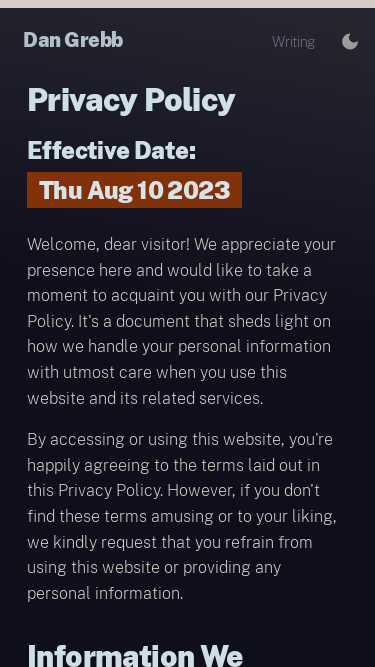 Dan Grebb
Writing
Privacy Policy
Effective Date:
Thu Aug 10 2023
Welcome, dear visitor! We appreciate your
presence here and would like to take a
moment to acquaint you with our Privacy
Policy. It's a document that sheds light on
how we handle your personal information
with utmost care when you use this
website and its related services.
By accessing or using this website, you're
happily agreeing to the terms laid out in
this Privacy Policy. However, if you don't
find these terms amusing or to your liking,
we kindly request that you refrain from
using this website or providing any
personal information.
Information We